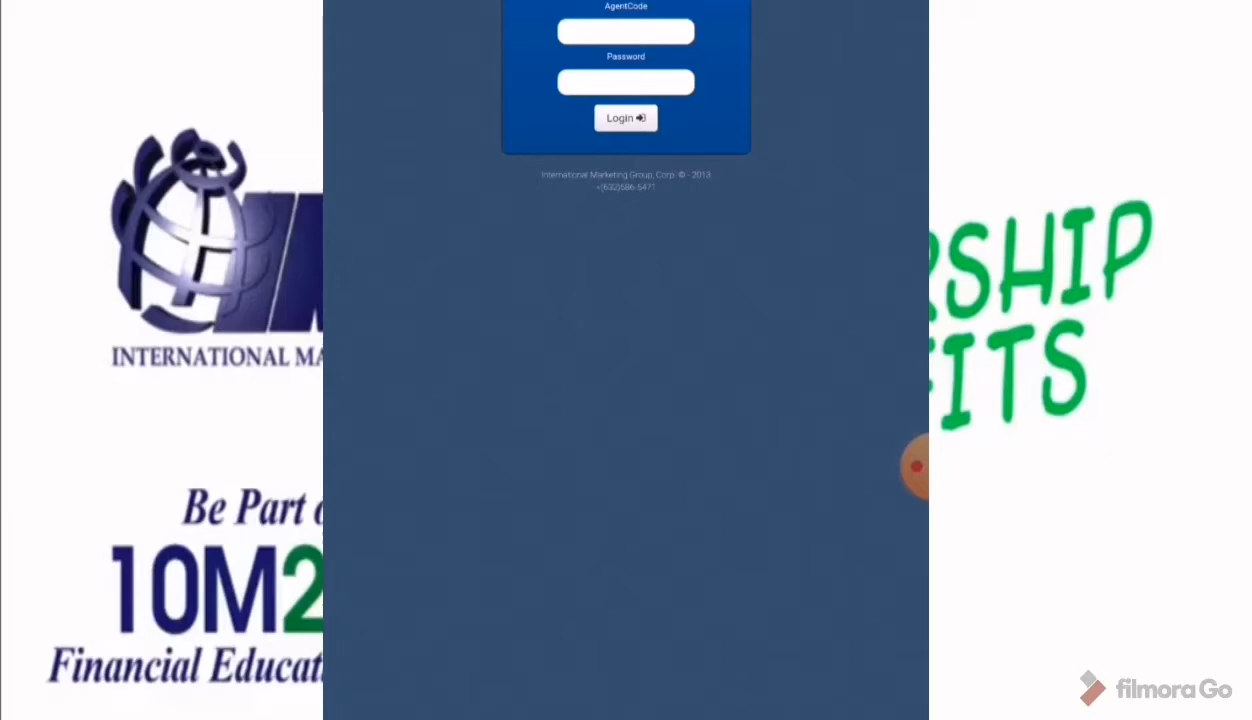 AgentCode
Password
Login
International Marketing Group, Corp. © - 2013
+(632)586-5471
INTERNATIONAL MA
Be Part
10M2
Financial Educat
RSHIP
FITS
filmora Go